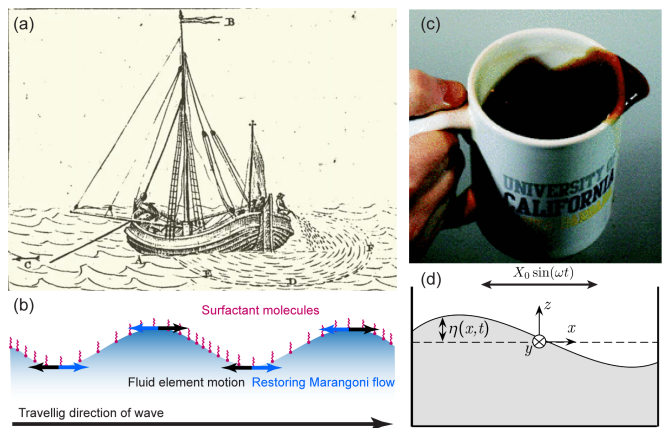 (a)
B
C
A
E
D
F
(b)
Surfactant molecules
Fluid element motion
Restoring Marangoni flow
Travellig direction of wave
(c)
UNIVERSITY OF
CALIFORNIA
(d)
X₀ sin(ωt)
z
η(x,t)
x
y